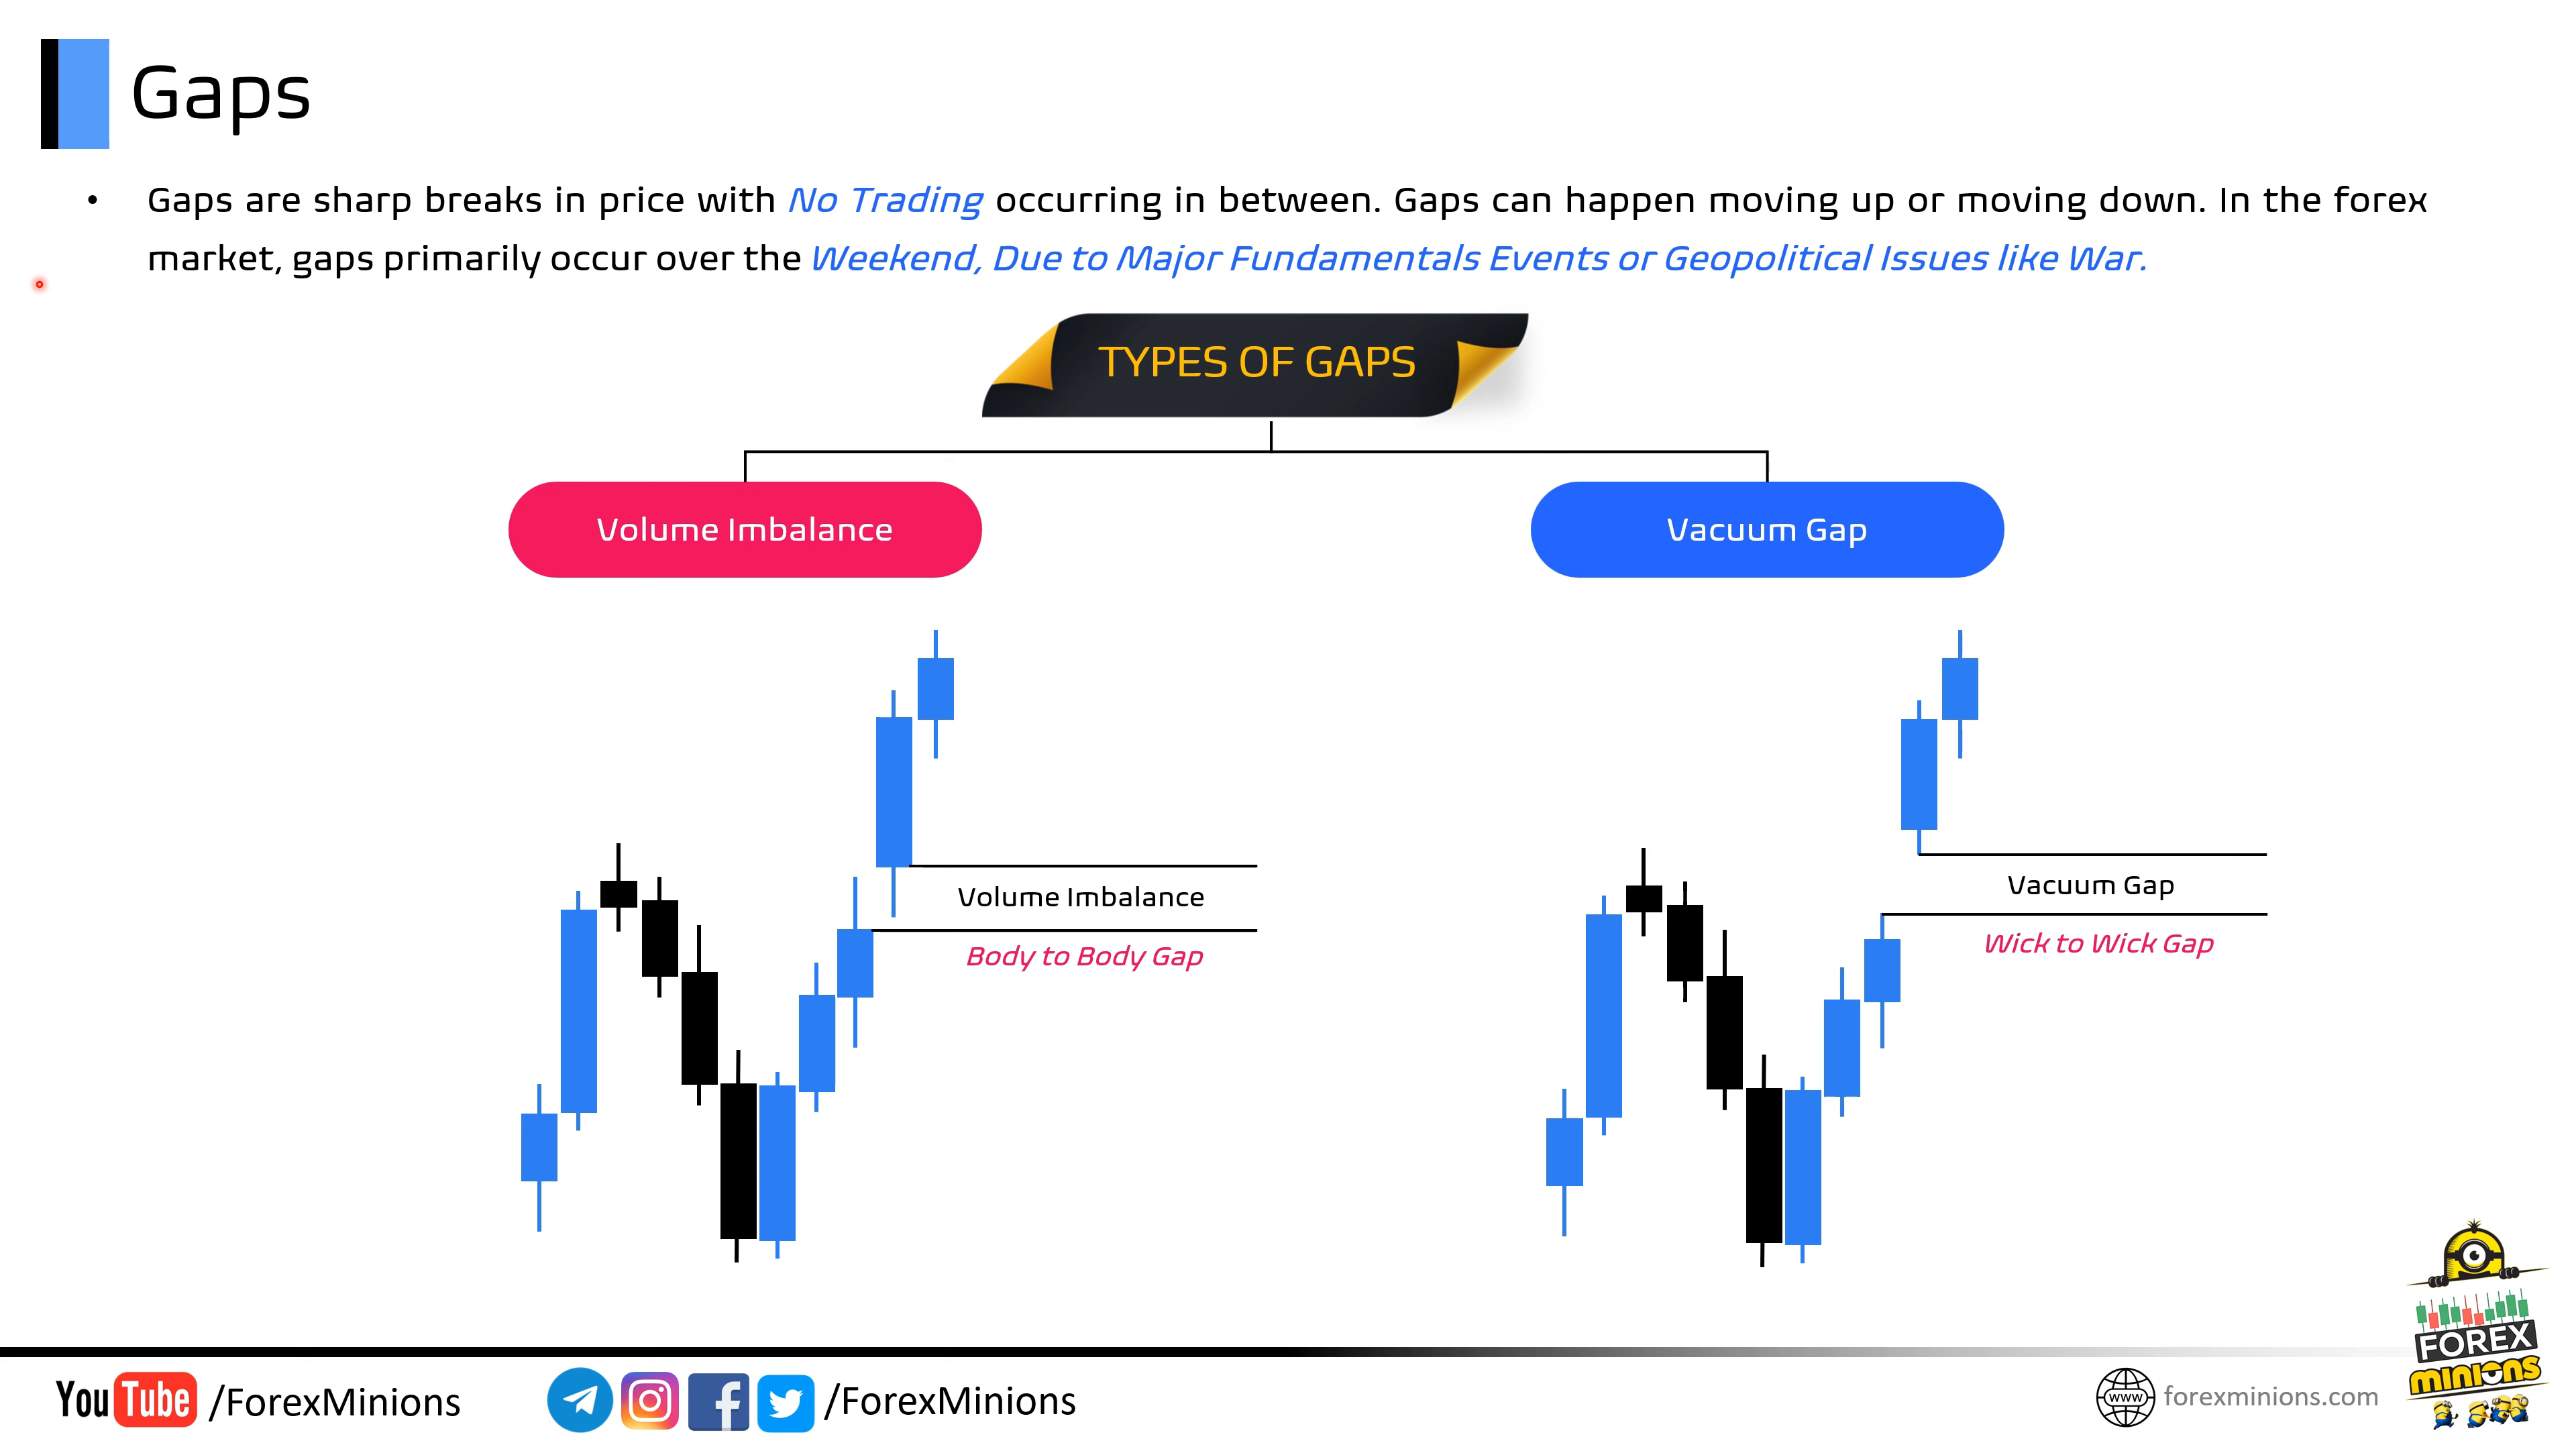 Gaps
• Gaps are sharp breaks in price with No Trading occurring in between. Gaps can happen moving up or moving down. In the forex
market, gaps primarily occur over the Weekend, Due to Major Fundamentals Events or Geopolitical Issues like War.
TYPES OF GAPS
Volume Imbalance
Vacuum Gap
Volume Imbalance
Body to Body Gap
Vacuum Gap
Wick to Wick Gap
YouTube /ForexMinions
/ForexMinions
www forexminions.com
FOREX
minions